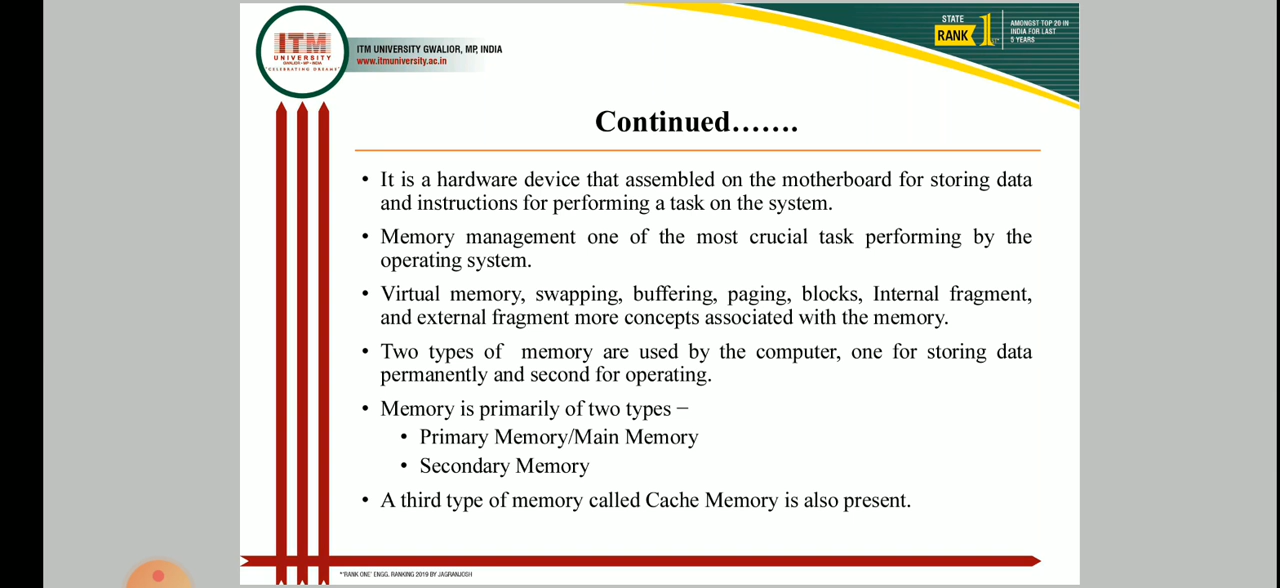 ITM
UNIVERSITY
GWALIOR • MP • INDIA
"CELEBRATING DREAMS"
ITM UNIVERSITY GWALIOR, MP, INDIA
www.itmuniversity.ac.in
STATE
RANK 1
AMONGST TOP 20 IN
INDIA FOR LAST
5 YEARS
Continued…….
• It is a hardware device that assembled on the motherboard for storing data
and instructions for performing a task on the system.
• Memory management one of the most crucial task performing by the
operating system.
• Virtual memory, swapping, buffering, paging, blocks, Internal fragment,
and external fragment more concepts associated with the memory.
• Two types of memory are used by the computer, one for storing data
permanently and second for operating.
• Memory is primarily of two types −
• Primary Memory/Main Memory
• Secondary Memory
• A third type of memory called Cache Memory is also present.
*'RANK ONE' ENGG. RANKING 2019 BY JAGRANJOSH